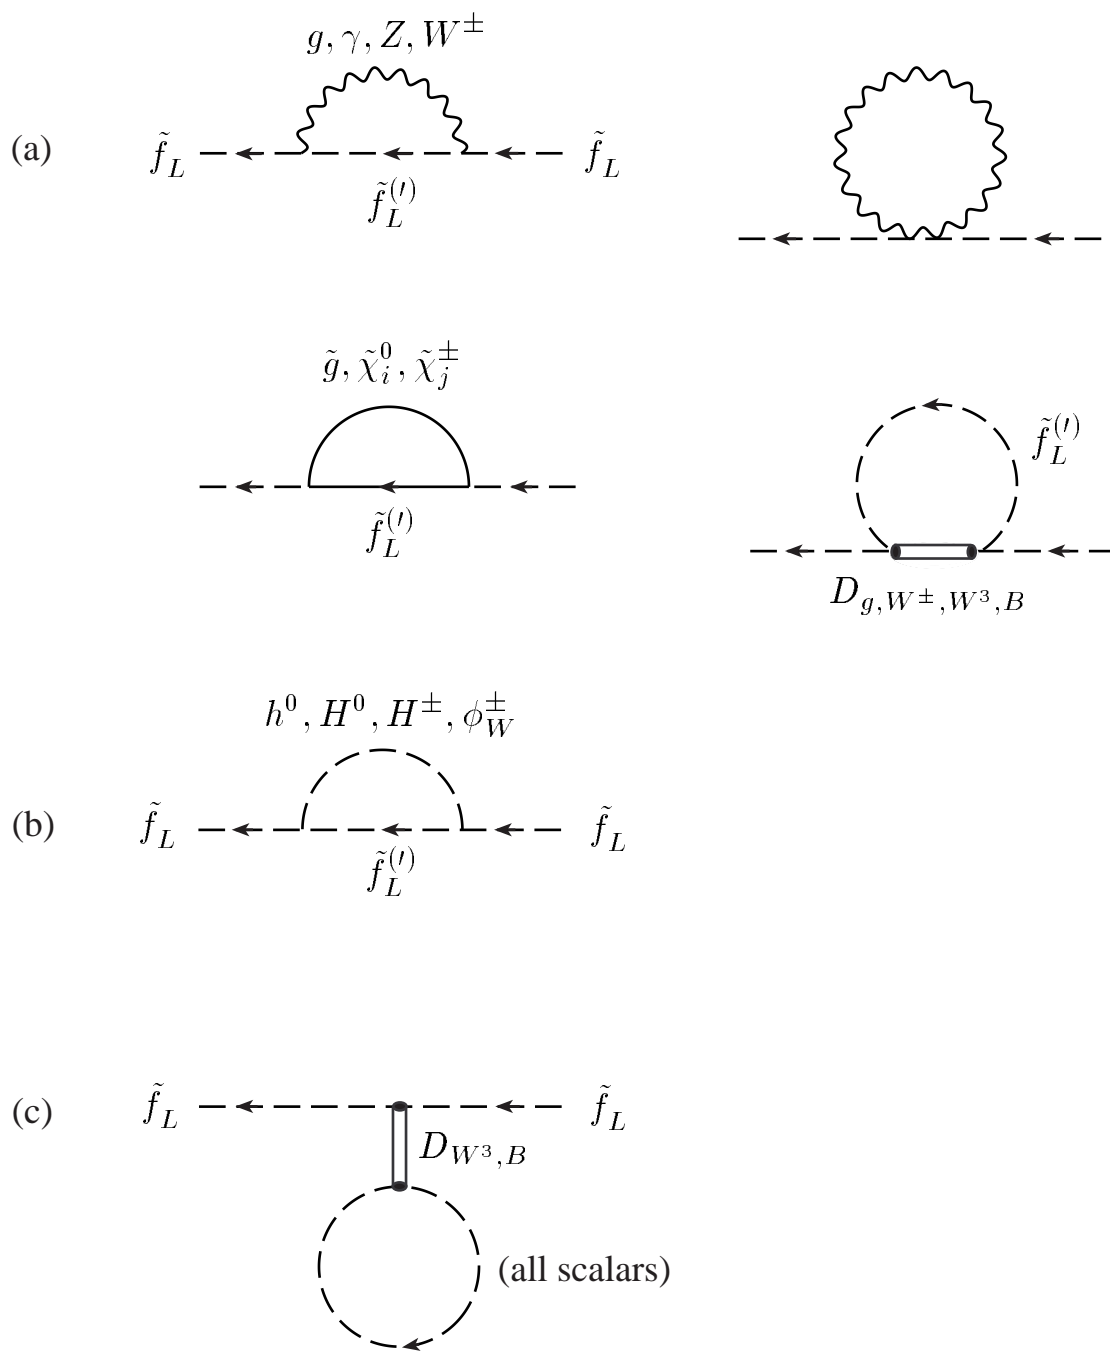 g, γ, Z, W^±
(a) f̃_L f̃_L
f̃_L^(′)
g̃, χ̃_i^0, χ̃_j^±
f̃_L^(′)
f̃_L^(′)
D_{g,W^±,W^3,B}
h^0, H^0, H^±, ϕ_W^±
(b) f̃_L f̃_L
f̃_L^(′)
(c) f̃_L f̃_L
D_{W^3,B}
(all scalars)